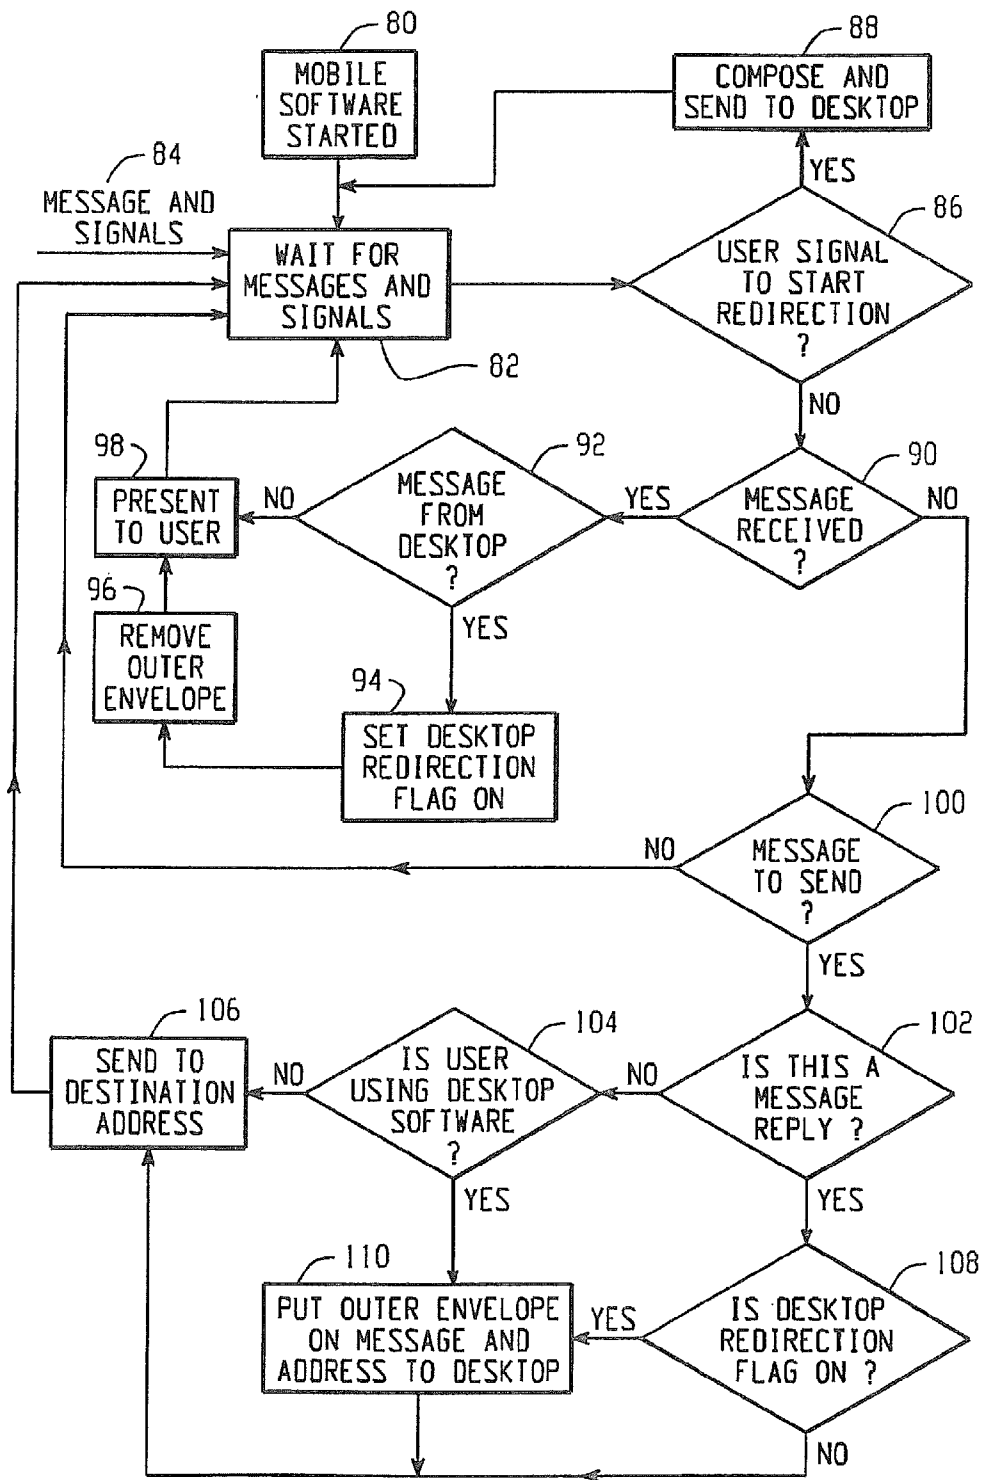 80
MOBILE
SOFTWARE
STARTED
88
COMPOSE AND
SEND TO DESKTOP
YES
84
MESSAGE AND
SIGNALS
86
USER SIGNAL
TO START
REDIRECTION
?
NO
WAIT FOR
MESSAGES AND
SIGNALS
82
98
PRESENT
TO USER
NO
92
MESSAGE
FROM
DESKTOP
?
YES
YES
90
MESSAGE
RECEIVED
?
NO
96
REMOVE
OUTER
ENVELOPE
94
SET DESKTOP
REDIRECTION
FLAG ON
100
NO
MESSAGE
TO SEND
?
YES
106
SEND TO
DESTINATION
ADDRESS
NO
104
IS USER
USING DESKTOP
SOFTWARE
?
YES
NO
102
IS THIS A
MESSAGE
REPLY ?
YES
110
PUT OUTER ENVELOPE
ON MESSAGE AND
ADDRESS TO DESKTOP
YES
108
IS DESKTOP
REDIRECTION
FLAG ON ?
NO